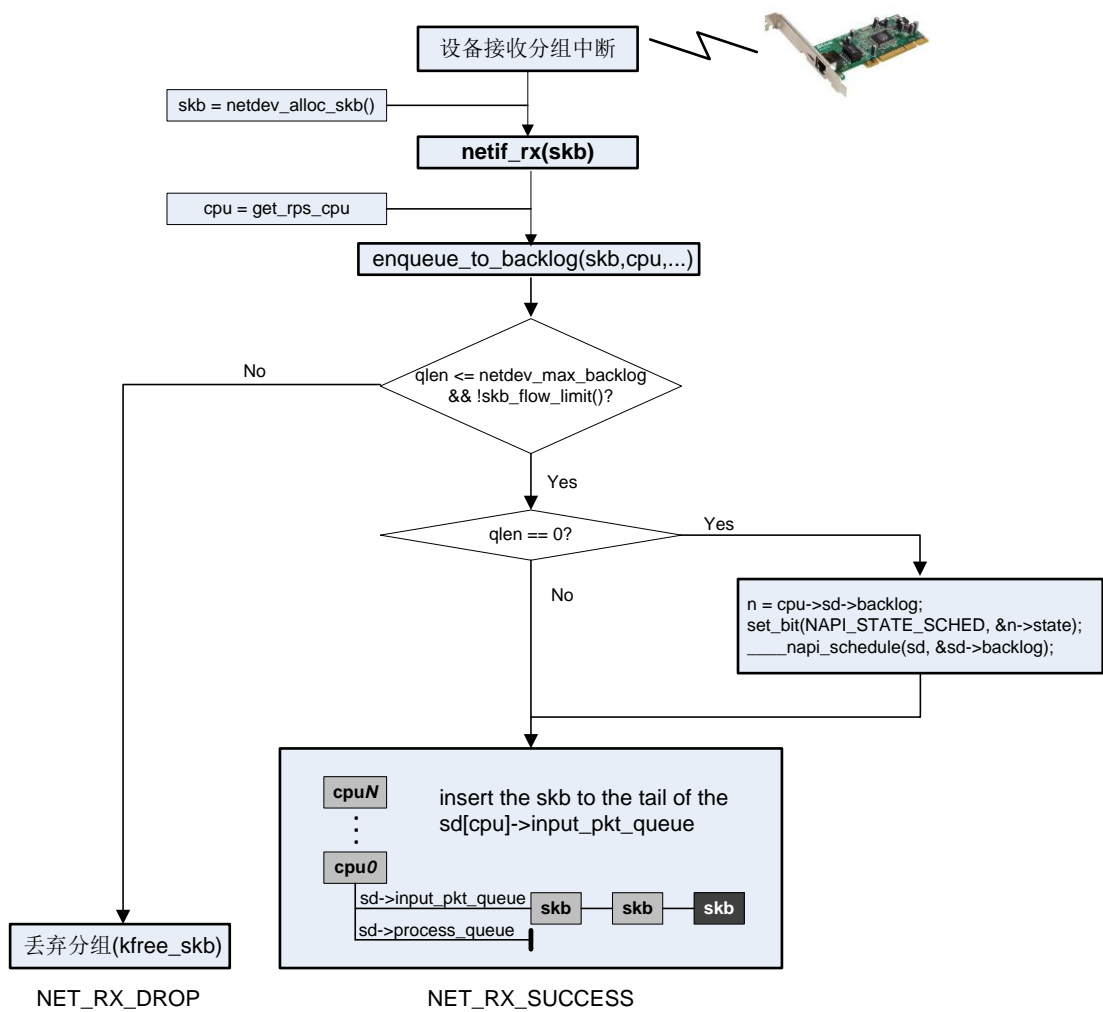 设备接收分组中断
skb = netdev_alloc_skb()
netif_rx(skb)
cpu = get_rps_cpu
enqueue_to_backlog(skb,cpu,...)
No
qlen <= netdev_max_backlog
&& !skb_flow_limit()?
Yes
qlen == 0?
Yes
No
n = cpu->sd->backlog;
set_bit(NAPI_STATE_SCHED, &n->state);
____napi_schedule(sd, &sd->backlog);
cpuN
insert the skb to the tail of the
sd[cpu]->input_pkt_queue
cpu0
sd->input_pkt_queue
skb
skb
skb
sd->process_queue
丢弃分组(kfree_skb)
NET_RX_DROP
NET_RX_SUCCESS